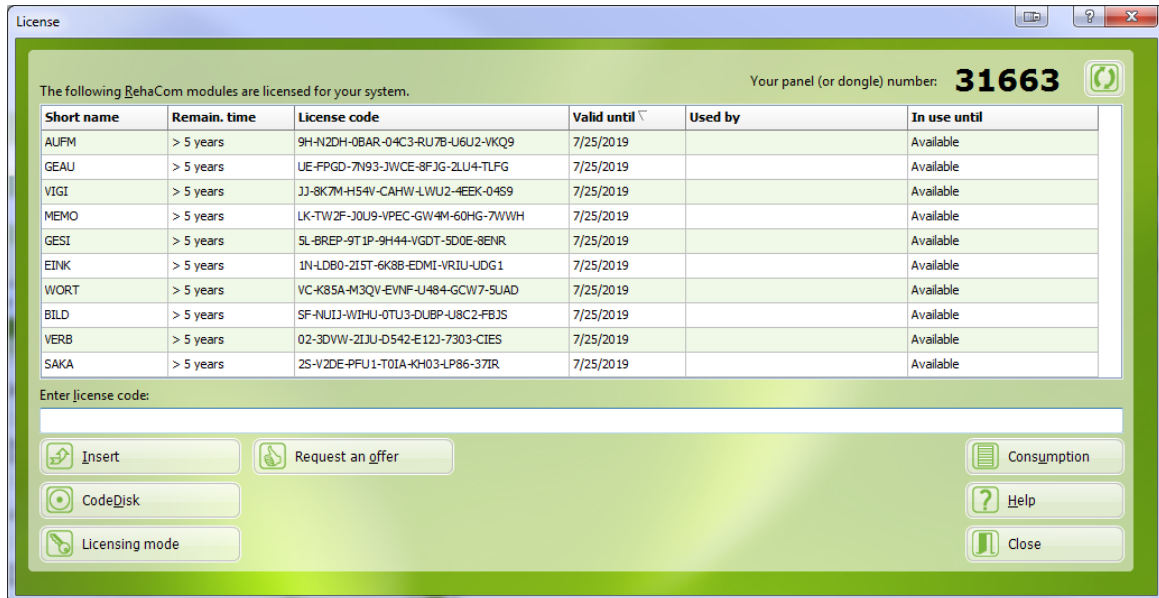 License
Your panel (or dongle) number: 31663
The following RehaCom modules are licensed for your system.
Short name Remain. time License code Valid until Used by In use until
AUFM > 5 years 9H-N2DH-0BAR-04C3-RU7B-U6U2-VKQ9 7/25/2019 Available
GEAU > 5 years UE-FPGD-7N93-JWCE-8FJG-2LU4-TLFG 7/25/2019 Available
VIGI > 5 years JJ-8K7M-H54V-CAHW-LWU2-4EEK-04S9 7/25/2019 Available
MEMO > 5 years LK-TW2F-J0U9-VPEC-GW4M-60HG-7WWH 7/25/2019 Available
GESI > 5 years 5L-BREP-9T1P-9H44-VGDT-5D0E-8ENR 7/25/2019 Available
EINK > 5 years 1N-LDB0-2I5T-6K8B-EDMI-VRIU-UDG1 7/25/2019 Available
WORT > 5 years VC-K85A-M3QV-EVNF-U484-GCW7-5UAD 7/25/2019 Available
BILD > 5 years SF-NUIJ-WIHU-0TU3-DUBP-U8C2-FBJS 7/25/2019 Available
VERB > 5 years 02-3DVW-2IJU-D542-E12J-7303-CIES 7/25/2019 Available
SAKA > 5 years 2S-V2DE-PFU1-T0IA-KH03-LP86-37IR 7/25/2019 Available
Enter license code:
Insert Request an offer Consumption
CodeDisk Help
Licensing mode Close